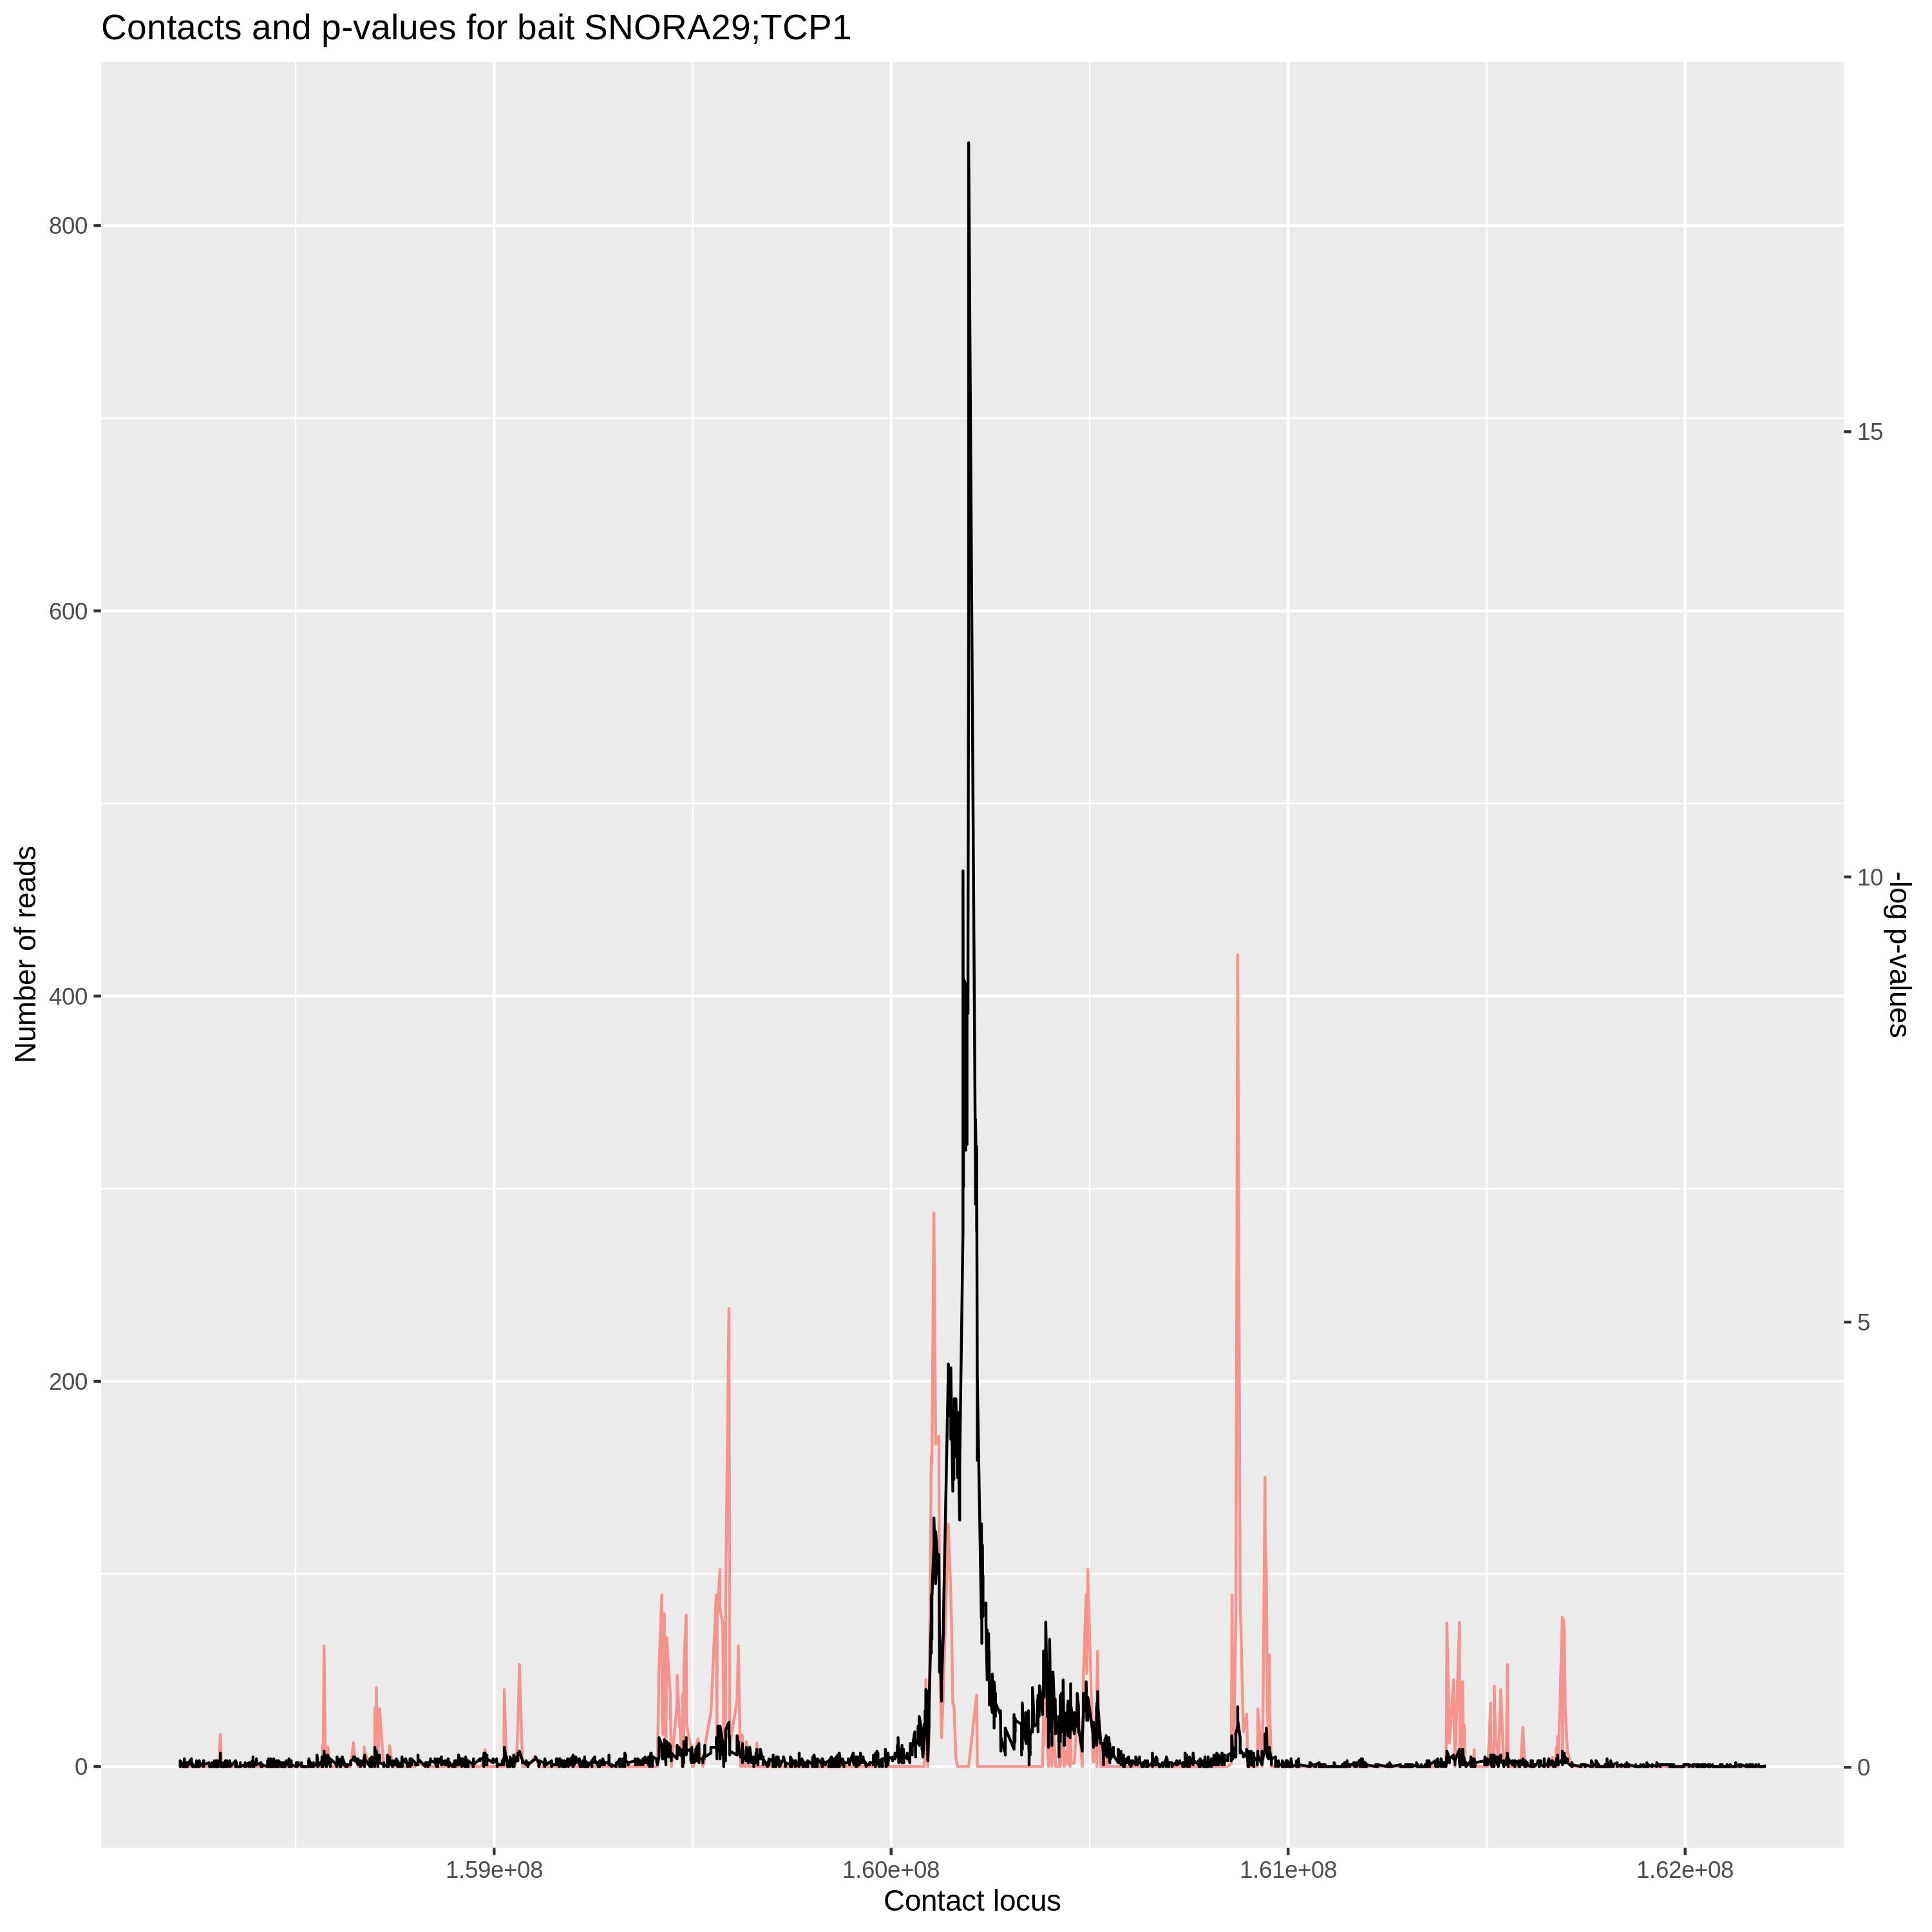 Contacts and p-values for bait SNORA29;TCP1
800
600
400
200
0
Number of reads
15
10
5
0
-log p-values
1.59e+08
1.60e+08
1.61e+08
1.62e+08
Contact locus